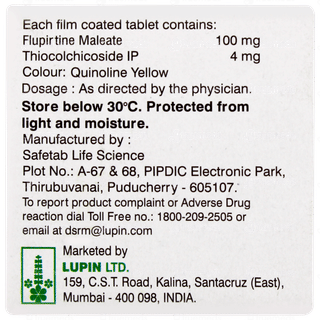 Each film coated tablet contains:
Flupirtine Maleate 100 mg
Thiocolchicoside IP 4 mg
Colour: Quinoline Yellow
Dosage : As directed by the physician.
Store below 30°C. Protected from
light and moisture.
Manufactured by :
Safetab Life Science
Plot No.: A-67 & 68, PIPDIC Electronic Park,
Thirubuvanai, Puducherry - 605107.
To report product complaint or Adverse Drug
reaction dial Toll Free no.: 1800-209-2505 or
email at dsrm@lupin.com
Marketed by
LUPIN LTD.
159, C.S.T. Road, Kalina, Santacruz (East),
Mumbai - 400 098, INDIA.